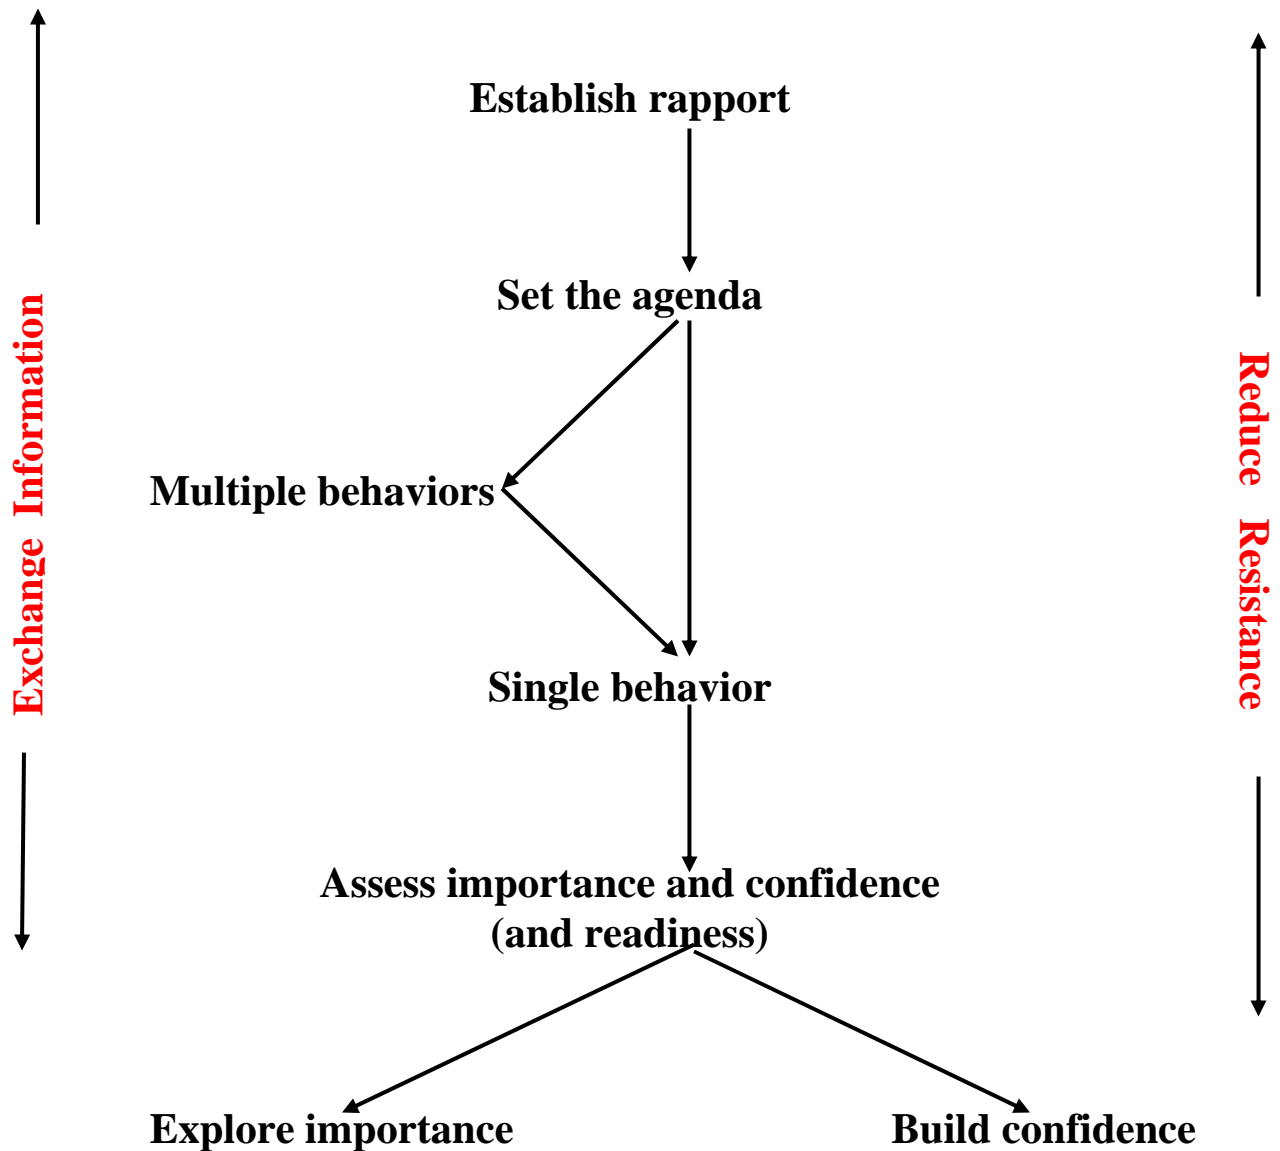 Establish rapport
Set the agenda
Exchange Information
Reduce Resistance
Multiple behaviors
Single behavior
Assess importance and confidence
(and readiness)
Explore importance
Build confidence